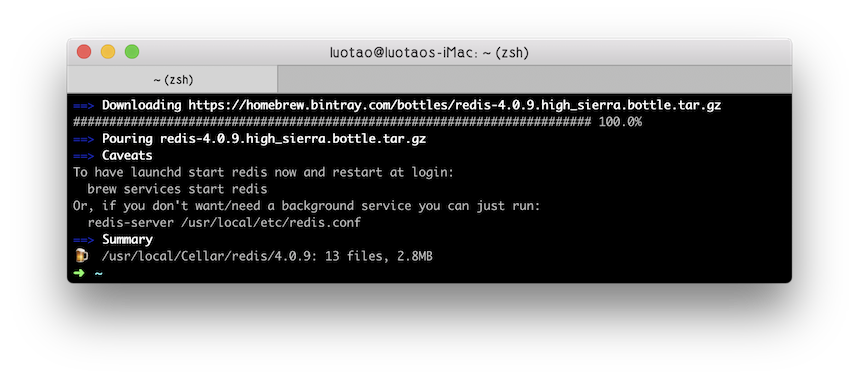 luotao@luotaos-iMac: ~ (zsh)
~ (zsh)
==> Downloading https://homebrew.bintray.com/bottles/redis-4.0.9.high_sierra.bottle.tar.gz
######################################################################## 100.0%
==> Pouring redis-4.0.9.high_sierra.bottle.tar.gz
==> Caveats
To have launchd start redis now and restart at login:
  brew services start redis
Or, if you don't want/need a background service you can just run:
  redis-server /usr/local/etc/redis.conf
==> Summary
🍺  /usr/local/Cellar/redis/4.0.9: 13 files, 2.8MB
➜ ~